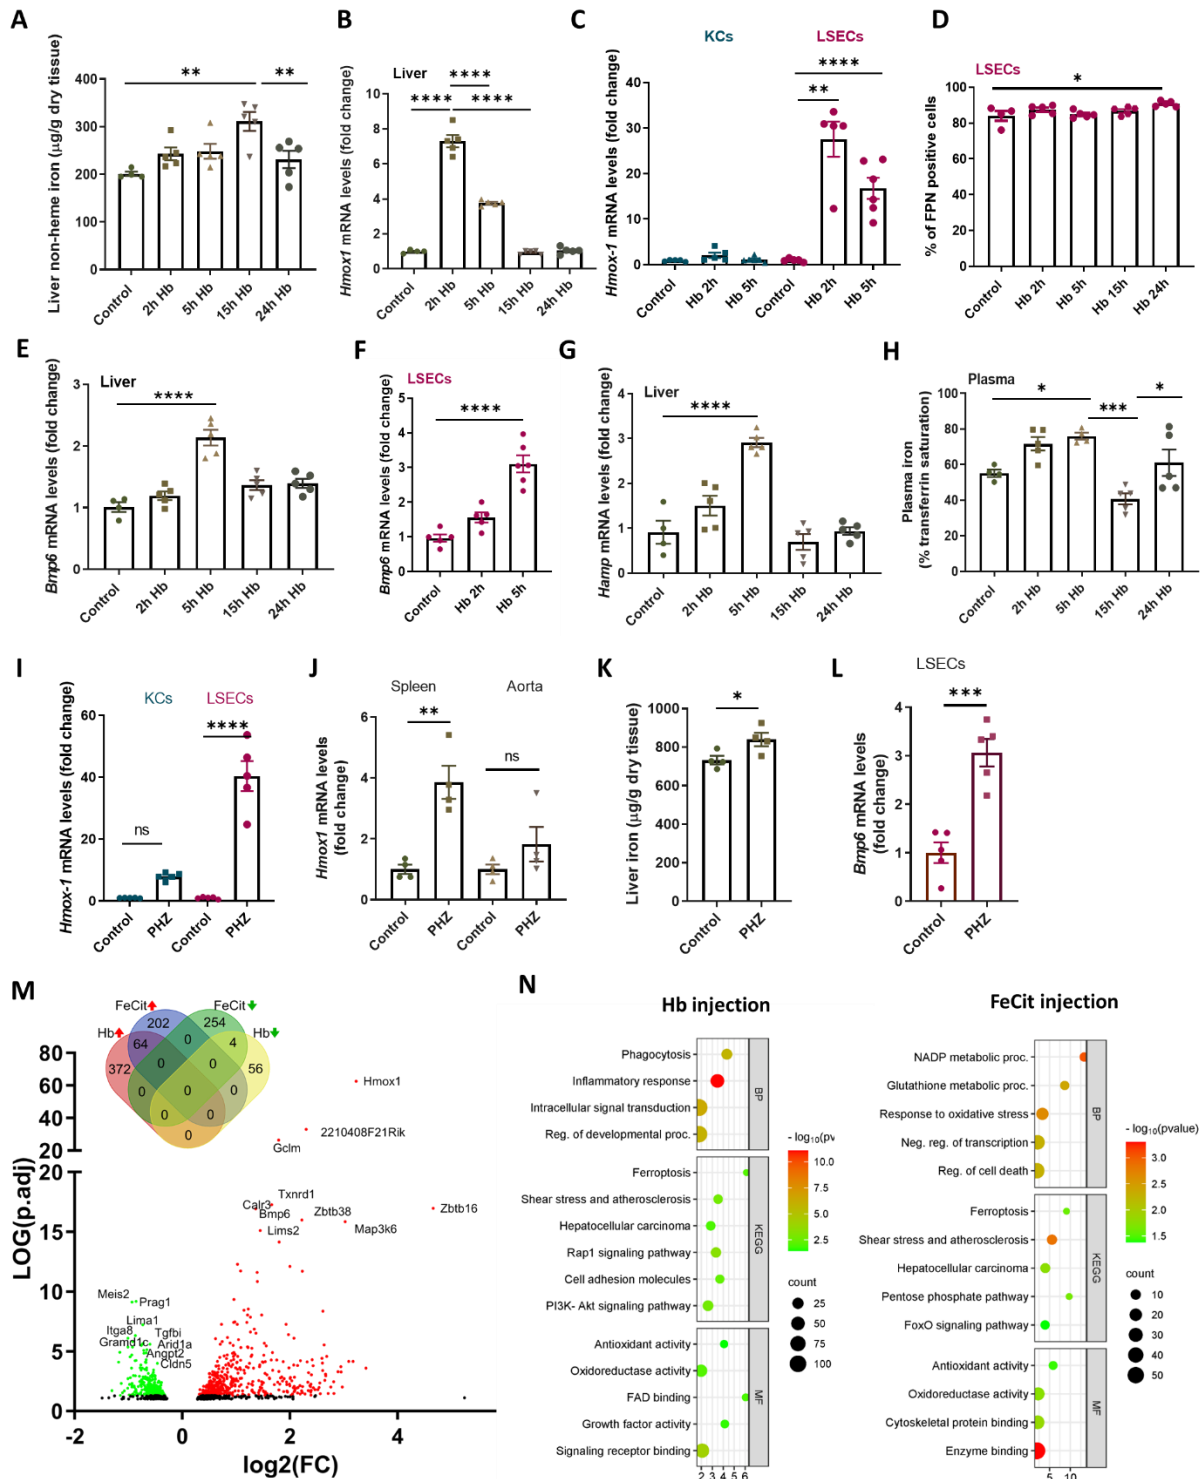 A
Liver non-heme iron (µg/g dry tissue)
400
300
200
100
0
**
**
Control
2h Hb
5h Hb
15h Hb
24h Hb
B
Hmox1 mRNA levels (fold change)
Liver
10
8
6
4
2
0
****
****
****
Control
2h Hb
5h Hb
15h Hb
24h Hb
C
Hmox-1 mRNA levels (fold change)
KCs
LSECs
40
30
20
10
0
****
**
Control
Hb 2h
Hb 5h
Control
Hb 2h
Hb 5h
D
LSECs
% of FPN positive cells
100
80
60
40
20
0
*
Control
Hb 2h
Hb 5h
Hb 15h
Hb 24h
E
Bmp6 mRNA levels (fold change)
Liver
3
2
1
0
****
Control
2h Hb
5h Hb
15h Hb
24h Hb
F
LSECs
Bmp6 mRNA levels (fold change)
5
4
3
2
1
0
****
Control
Hb 2h
Hb 5h
G
Hamp mRNA levels (fold change)
Liver
4
3
2
1
0
****
Control
2h Hb
5h Hb
15h Hb
24h Hb
H
Plasma
Plasma iron
(% transferrin saturation)
100
80
60
40
20
0
*
***
*
Control
2h Hb
5h Hb
15h Hb
24h Hb
I
Hmox-1 mRNA levels (fold change)
KCs
LSECs
60
40
20
0
ns
****
Control
PHZ
Control
PHZ
J
Hmox1 mRNA levels
(fold change)
Spleen
Aorta
6
4
2
0
**
ns
Control
PHZ
Control
PHZ
K
Liver iron (µg/g dry tissue)
1000
800
600
400
200
0
*
Control
PHZ
L
LSECs
Bmp6 mRNA levels
(fold change)
4
3
2
1
0
***
Control
PHZ
M
FeCit
FeCit
Hb
Hb
202
254
64
0
4
372
0
0
56
0
0
0
0
0
0
0
LOG(p.adj)
80
60
40
20
20
15
10
5
0
Hmox1
2210408F21Rik
Gclm
Txnrd1
Calr3
Bmp6
Zbtb38
Zbtb16
Lims2
Map3k6
Meis2
Prag1
Lima1
Itga8
Tgfbi
Gramd1c
Arid1a
Angpt2
Cldn5
-2
0
2
4
log2(FC)
N
Hb injection
Phagocytosis
Inflammatory response
Intracellular signal transduction
Reg. of developmental proc.
BP
Ferroptosis
Shear stress and atherosclerosis
Hepatocellular carcinoma
Rap1 signaling pathway
Cell adhesion molecules
PI3K- Akt signaling pathway
KEGG
Antioxidant activity
Oxidoreductase activity
FAD binding
Growth factor activity
Signaling receptor binding
MF
2 3 4 5 6
- log10(pv
10.0
7.5
5.0
2.5
count
25
50
75
100
FeCit injection
NADP metabolic proc.
Glutathione metabolic proc.
Response to oxidative stress
Neg. reg. of transcription
Reg. of cell death
BP
Ferroptosis
Shear stress and atherosclerosis
Hepatocellular carcinoma
Pentose phosphate pathway
FoxO signaling pathway
KEGG
Antioxidant activity
Oxidoreductase activity
Cytoskeletal protein binding
Enzyme binding
MF
5 10
- log10(pvalue)
3.0
2.5
2.0
1.5
count
10
20
30
40
50